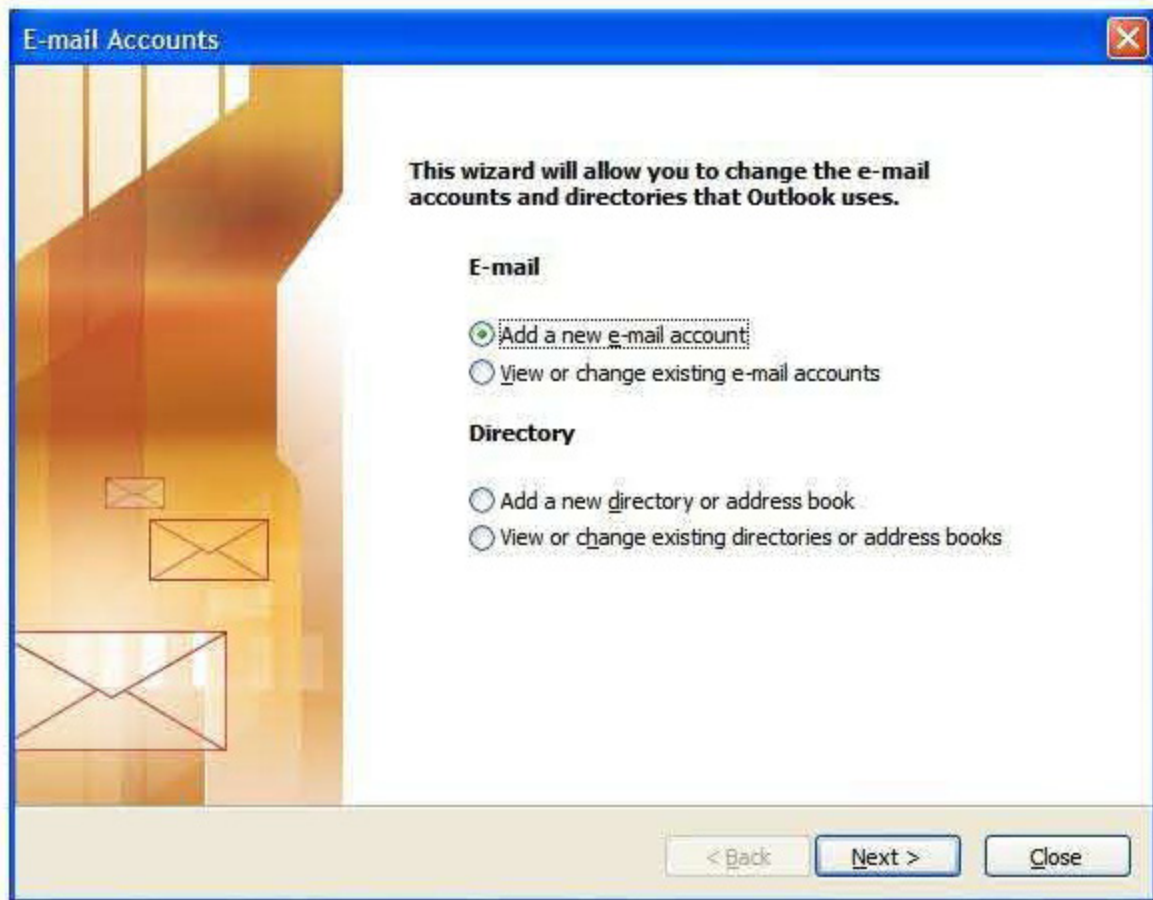 E-mail Accounts
This wizard will allow you to change the e-mail
accounts and directories that Outlook uses.
E-mail
Add a new e-mail account
View or change existing e-mail accounts
Directory
Add a new directory or address book
View or change existing directories or address books
< Back
Next >
Close